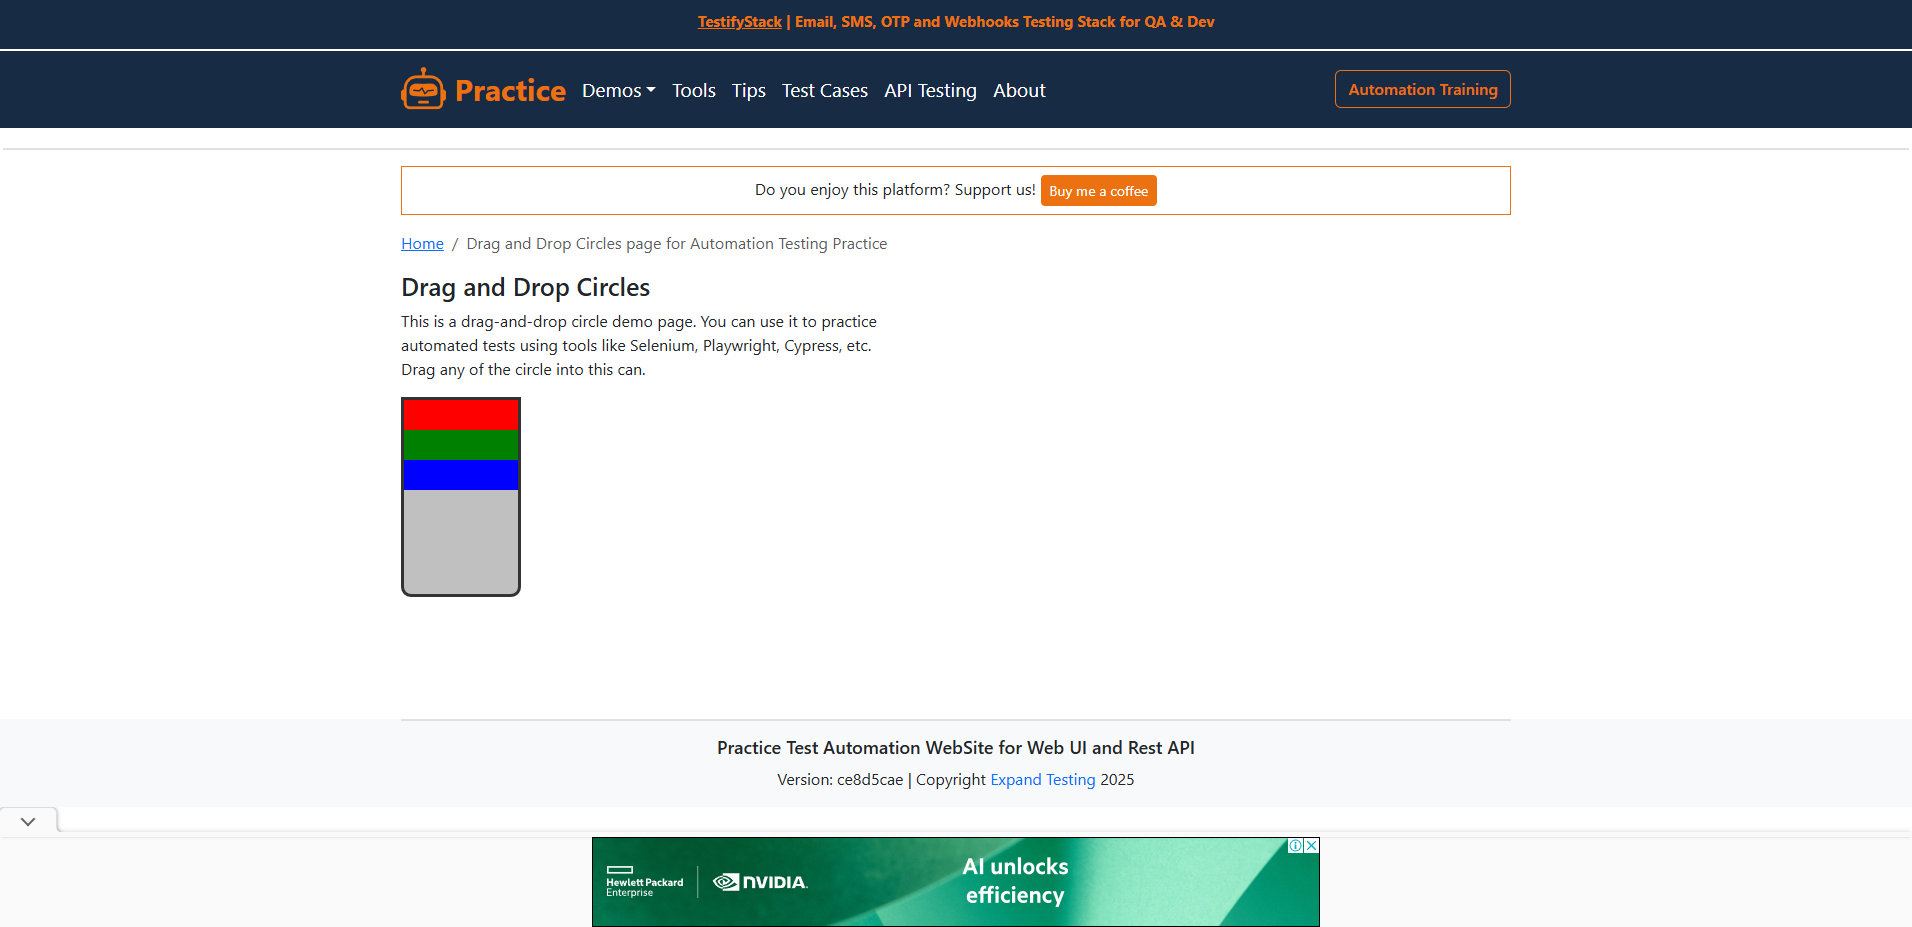 TestifyStack | Email, SMS, OTP and Webhooks Testing Stack for QA & Dev
Practice Demos Tools Tips Test Cases API Testing About Automation Training
Do you enjoy this platform? Support us! Buy me a coffee
Home / Drag and Drop Circles page for Automation Testing Practice
Drag and Drop Circles
This is a drag-and-drop circle demo page. You can use it to practice
automated tests using tools like Selenium, Playwright, Cypress, etc.
Drag any of the circle into this can.
Practice Test Automation WebSite for Web UI and Rest API
Version: ce8d5cae | Copyright Expand Testing 2025
Hewlett Packard
Enterprise
NVIDIA.
AI unlocks
efficiency